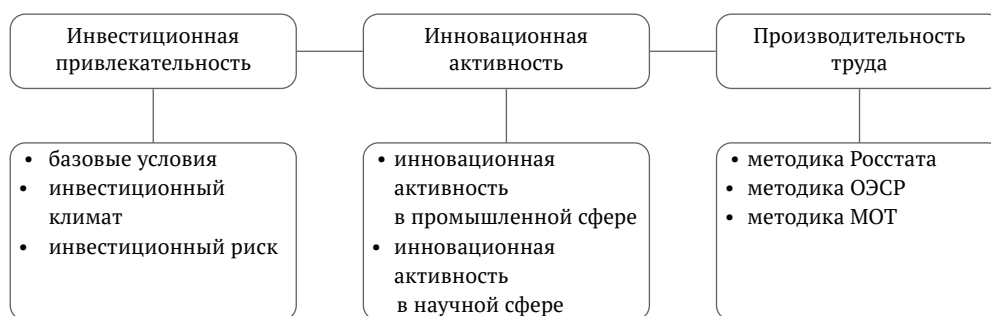 Инвестиционная
привлекательность
Инновационная
активность
Производительность
труда
• базовые условия
• инвестиционный
климат
• инвестиционный риск
• инновационная
активность
в промышленной сфере
• инновационная
активность
в научной сфере
• методика Росстата
• методика ОЭСР
• методика МОТ